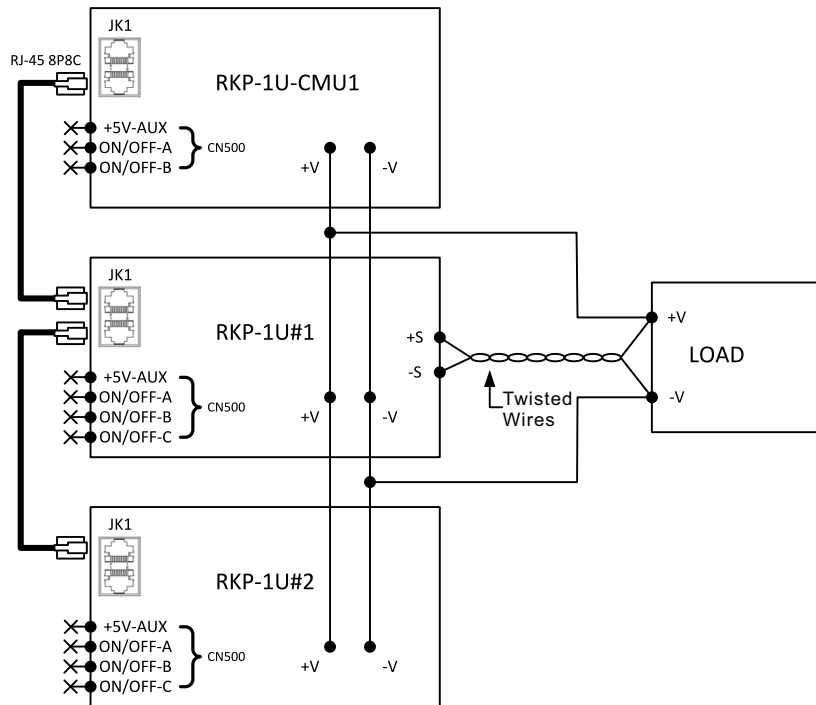 JK1
RJ-45 8P8C
RKP-1U-CMU1
+5V-AUX
ON/OFF-A
CN500
ON/OFF-B
+V
-V
JK1
RKP-1U#1
+S
+V
LOAD
-S
+5V-AUX
ON/OFF-A
CN500
ON/OFF-B
ON/OFF-C
+V
-V
Twisted
Wires
-V
JK1
RKP-1U#2
+5V-AUX
ON/OFF-A
CN500
ON/OFF-B
ON/OFF-C
+V
-V